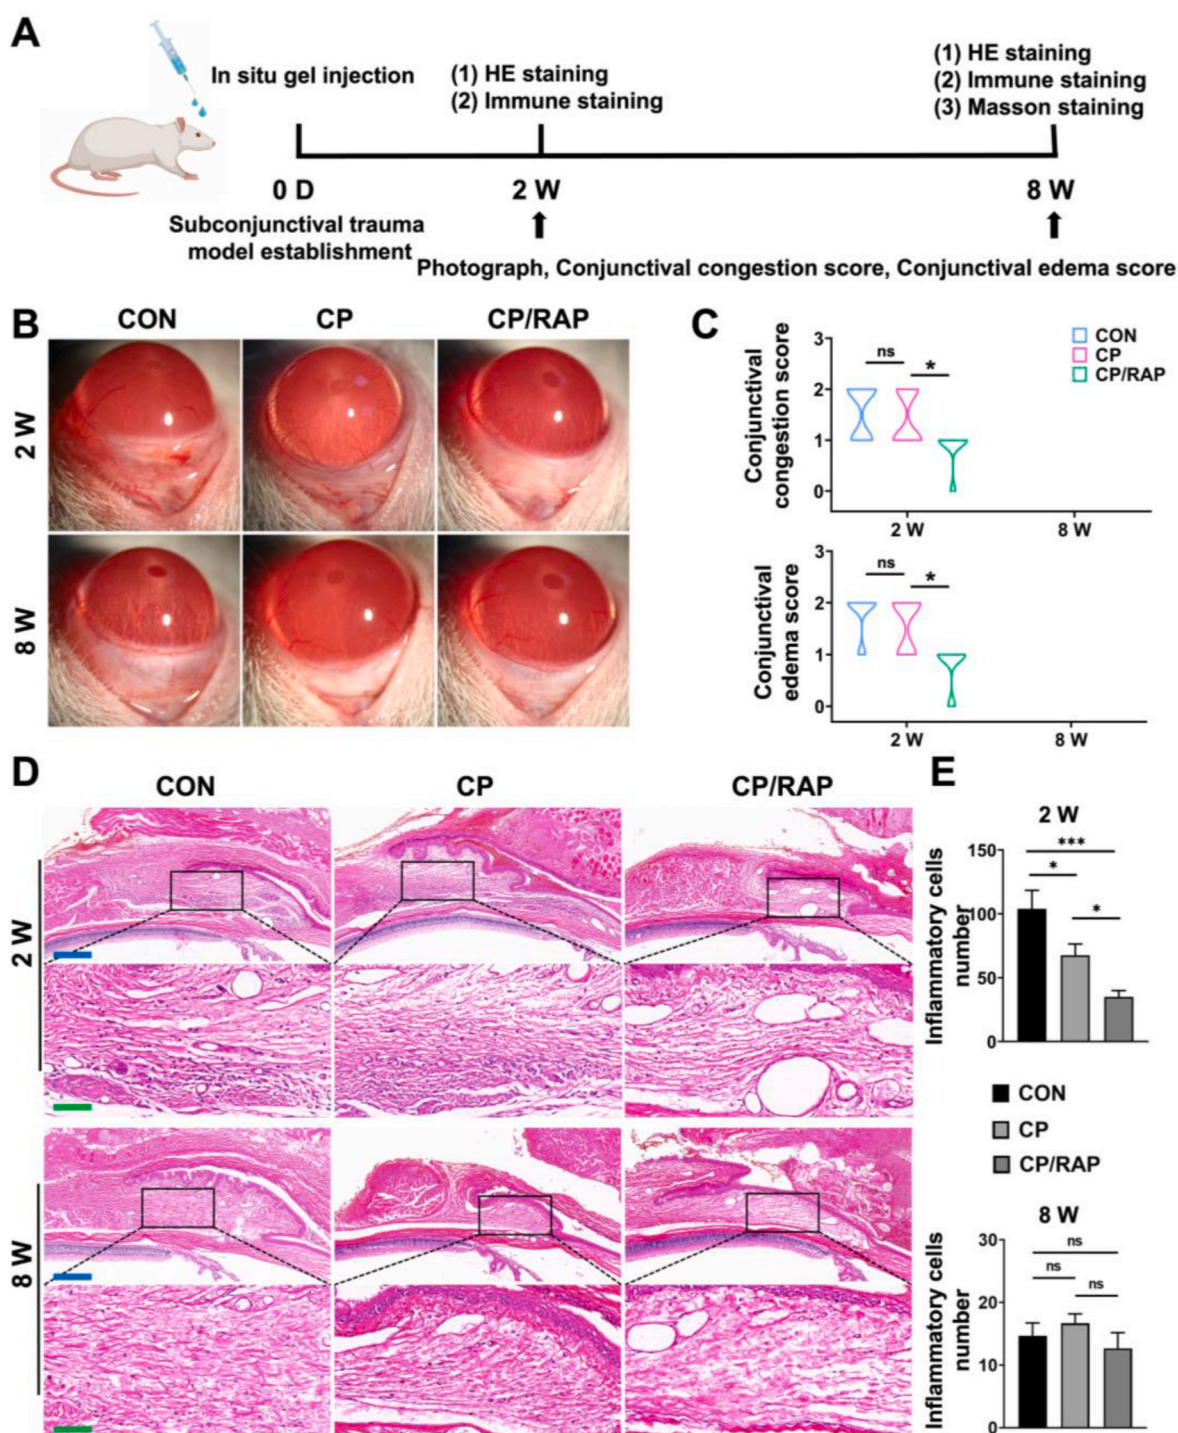 A
In situ gel injection
(1) HE staining
(2) Immune staining
(1) HE staining
(2) Immune staining
(3) Masson staining
0 D
2 W
8 W
Subconjunctival trauma
model establishment
Photograph, Conjunctival congestion score, Conjunctival edema score
B
CON
CP
CP/RAP
2 W
8 W
C
Conjunctival
congestion score
3
2
1
0
ns
*
CON
CP
CP/RAP
2 W
8 W
Conjunctival
edema score
3
2
1
0
ns
*
2 W
8 W
D
CON
CP
CP/RAP
2 W
8 W
E
2 W
Inflammatory cells
number
150
100
50
0
***
*
*
CON
CP
CP/RAP
8 W
Inflammatory cells
number
30
20
10
0
ns
ns
ns